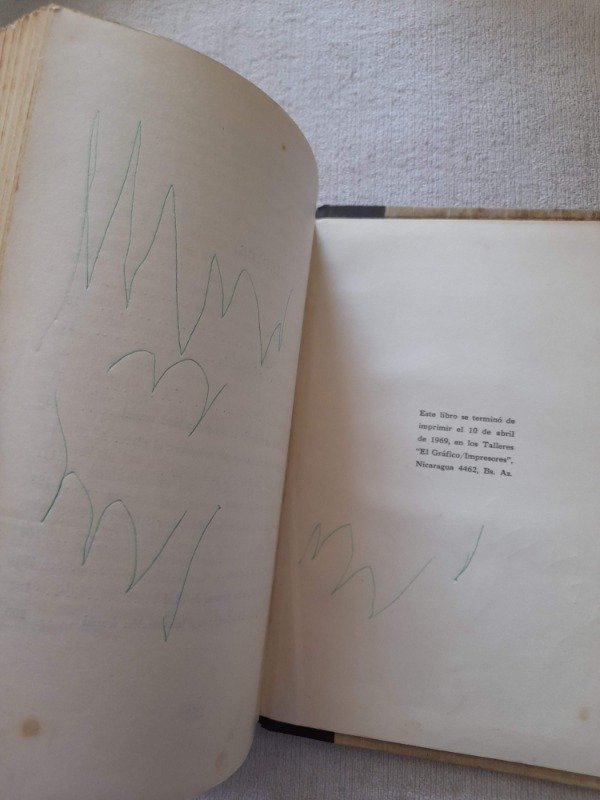 Este libro se terminó de
imprimir el 10 de abril
de 1969, en los Talleres
"El Gráfico/Impresores",
Nicaragua 4462, Bs. As.